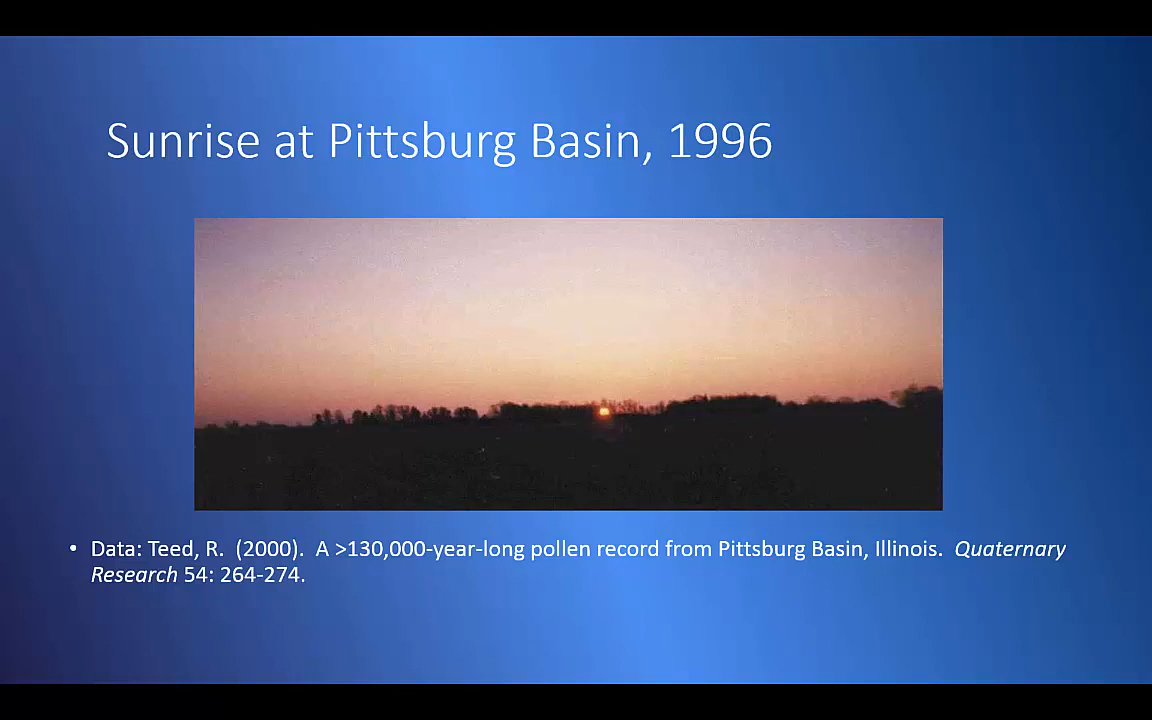 Sunrise at Pittsburg Basin, 1996
• Data: Teed, R.  (2000).  A >130,000-year-long pollen record from Pittsburg Basin, Illinois.  Quaternary
Research 54: 264-274.